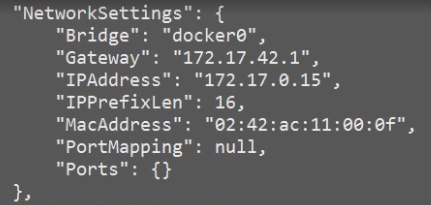 "NetworkSettings": {
    "Bridge": "docker0",
    "Gateway": "172.17.42.1",
    "IPAddress": "172.17.0.15",
    "IPPrefixLen": 16,
    "MacAddress": "02:42:ac:11:00:0f",
    "PortMapping": null,
    "Ports": {}
},